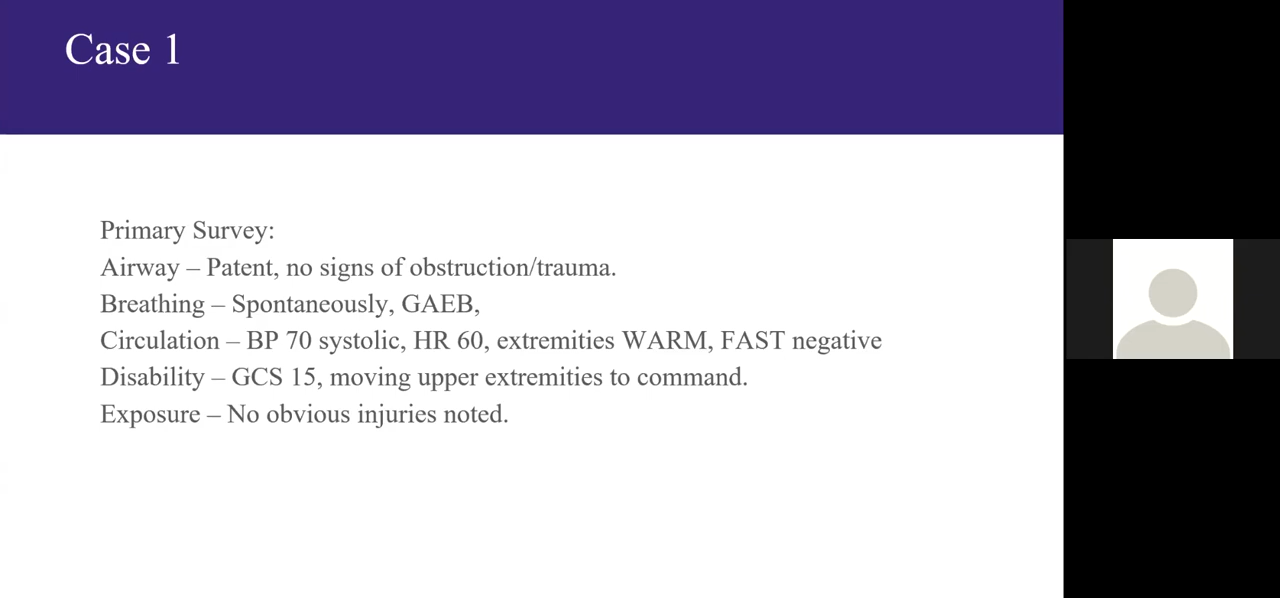 Case 1
Primary Survey:
Airway – Patent, no signs of obstruction/trauma.
Breathing – Spontaneously, GAEB,
Circulation – BP 70 systolic, HR 60, extremities WARM, FAST negative
Disability – GCS 15, moving upper extremities to command.
Exposure – No obvious injuries noted.